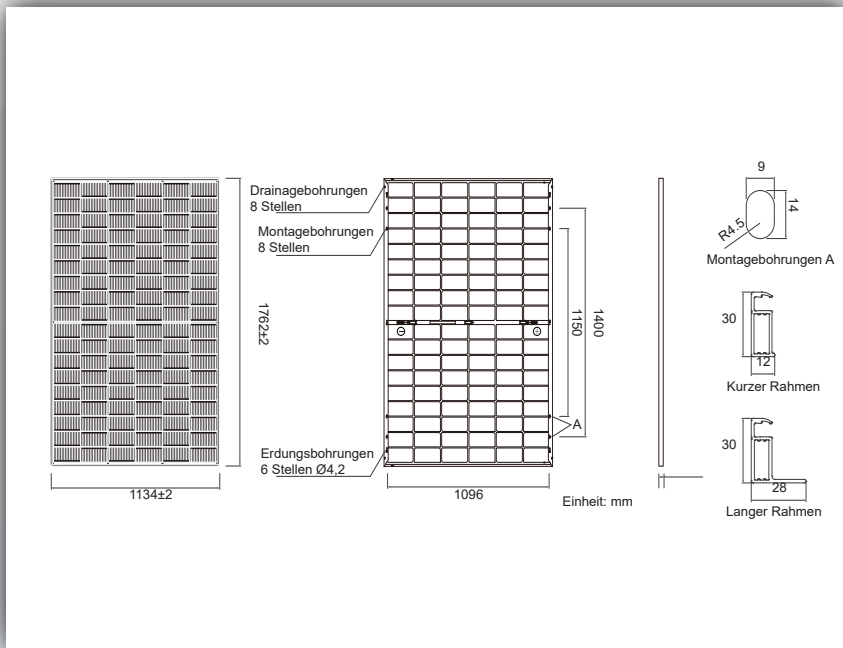 1762±2
1134±2
Drainagebohrungen
8 Stellen
Montagebohrungen
8 Stellen
Erdungsbohrungen
6 Stellen Ø4,2
1150
1400
A
1096
Einheit: mm
9
14
R4.5
Montagebohrungen A
30
12
Kurzer Rahmen
30
28
Langer Rahmen